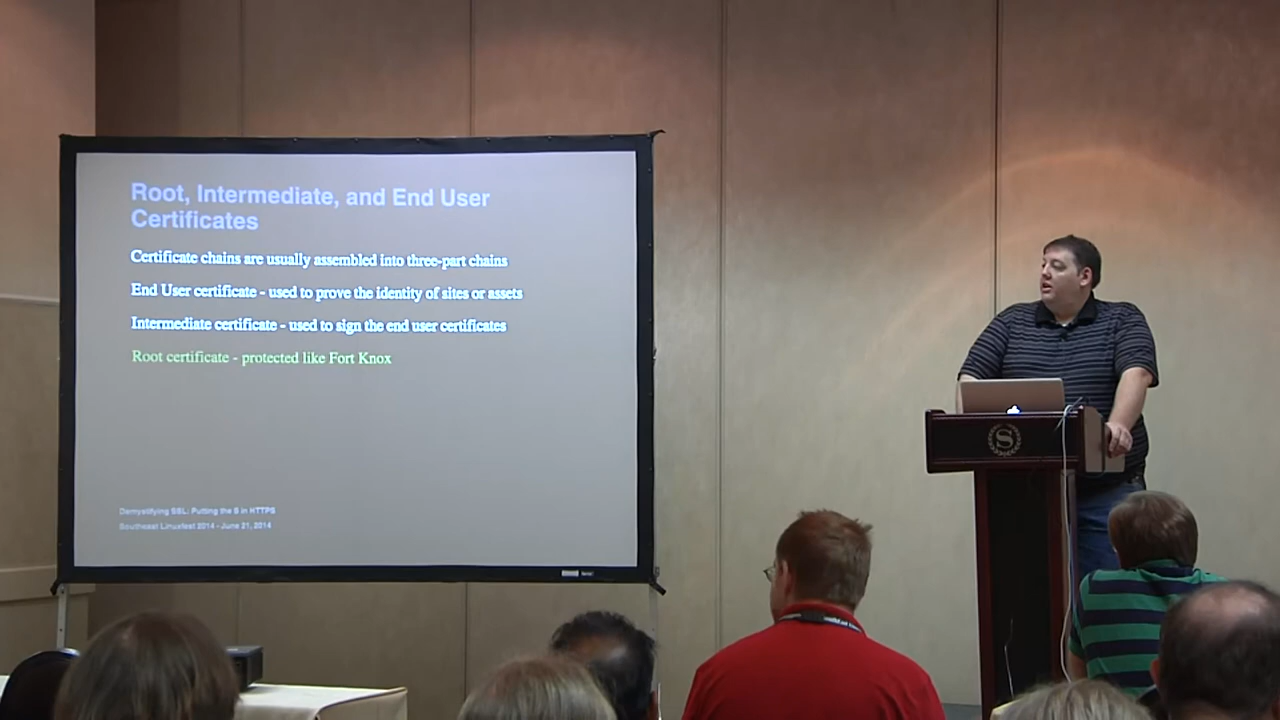 Root, Intermediate, and End User
Certificates
Certificate chains are usually assembled into three-part chains
End User certificate - used to prove the identity of sites or assets
Intermediate certificate - used to sign the end user certificates
Root certificate - protected like Fort Knox
Demystifying SSL: Putting the S in HTTPS
Southeast Linuxfest 2014 - June 21, 2014
S